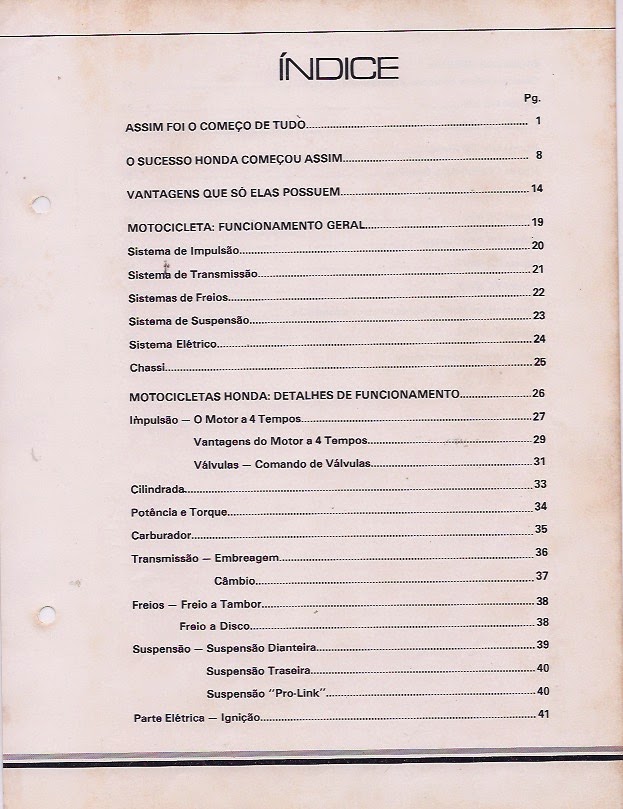 ÍNDICE
Pg.
ASSIM FOI O COMEÇO DE TUDO.......... 1
O SUCESSO HONDA COMEÇOU ASSIM.......... 8
VANTAGENS QUE SÓ ELAS POSSUEM.......... 14
MOTOCICLETA: FUNCIONAMENTO GERAL.......... 19
Sistema de Impulsão.......... 20
Sistema de Transmissão.......... 21
Sistemas de Freios.......... 22
Sistema de Suspensão.......... 23
Sistema Elétrico.......... 24
Chassi.......... 25
MOTOCICLETAS HONDA: DETALHES DE FUNCIONAMENTO.......... 26
Impulsão — O Motor a 4 Tempos.......... 27
Vantagens do Motor a 4 Tempos.......... 29
Válvulas — Comando de Válvulas.......... 31
Cilindrada.......... 33
Potência e Torque.......... 34
Carburador.......... 35
Transmissão — Embreagem.......... 36
Câmbio.......... 37
Freios — Freio a Tambor.......... 38
Freio a Disco.......... 38
Suspensão — Suspensão Dianteira.......... 39
Suspensão Traseira.......... 40
Suspensão "Pro-Link".......... 40
Parte Elétrica — Ignição.......... 41